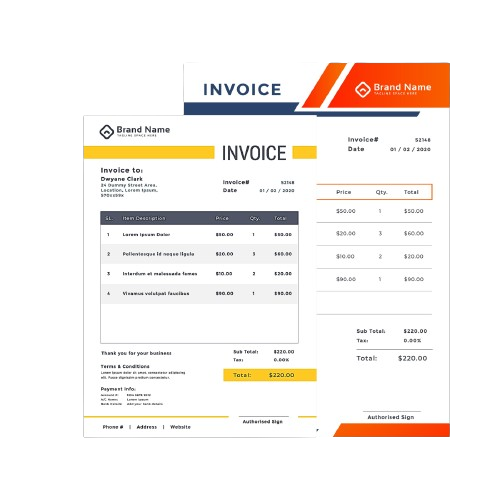 INVOICE
Brand Name
TAGLINE SPACE HERE
Invoice# 52148
Date 01 / 02 / 2020
Price Qty. Total
$50.00 1 $50.00
$20.00 3 $60.00
$10.00 2 $20.00
$90.00 1 $90.00
Sub Total: $220.00
Tax: 0.00%
Total: $220.00
Authorised Sign
Brand Name
TAGLINE SPACE HERE
INVOICE
Invoice to:
Dwyane Clark
24 Dummy Street Area,
Location, Lorem Ipsum,
570xx59x
Invoice# 52148
Date 01 / 02 / 2020
SL Item Description Price Qty. Total
1 Lorem Ipsum Dolor $50.00 1 $50.00
2 Pellentesque id neque ligula $20.00 3 $60.00
3 Interdum et malesuada fames $10.00 2 $20.00
4 Vivamus volutpat faucibus $90.00 1 $90.00
Thank you for your business
Sub Total: $220.00
Tax: 0.00%
Total: $220.00
Terms & Conditions
Lorem ipsum dolor sit amet, consectetur adipiscing
elit. Fusce dignissim pretium consectetur.
Payment Info:
Account #:
A/C Name: Lorem Ipsum
Bank Details: Add your bank details
Authorised Sign
Phone # | Address | Website